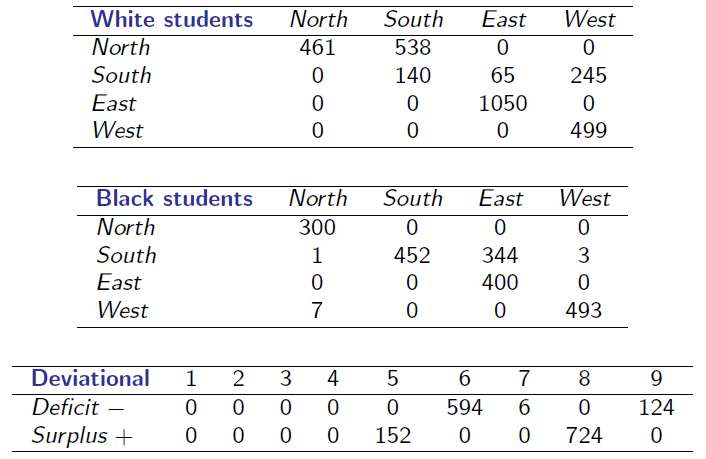 White students North South East West
North 461 538 0 0
South 0 140 65 245
East 0 0 1050 0
West 0 0 0 499
Black students North South East West
North 300 0 0 0
South 1 452 344 3
East 0 0 400 0
West 7 0 0 493
Deviational 1 2 3 4 5 6 7 8 9
Deficit − 0 0 0 0 0 594 6 0 124
Surplus + 0 0 0 0 152 0 0 724 0